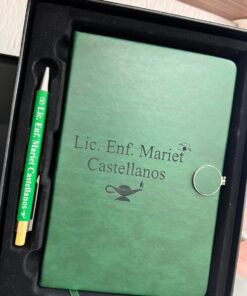 Lic. Enf. Mariet
Castellanos
Lic. Enf. Mariet Castellanos